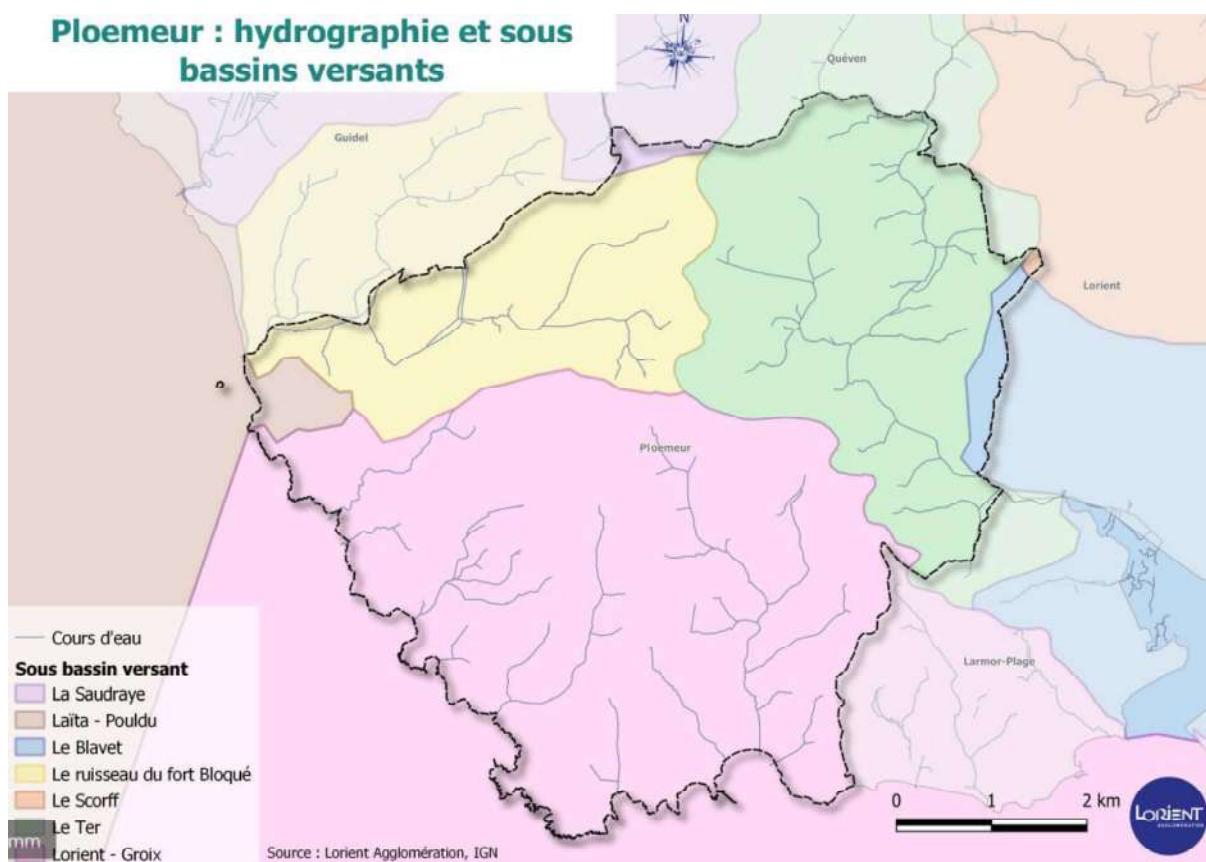 Ploemeur : hydrographie et sous
bassins versants
N
Quéven
Guidel
Lorient
Ploemeur
Larmor-Plage
Cours d'eau
Sous bassin versant
La Saudraye
Laïta - Pouldu
Le Blavet
Le ruisseau du fort Bloqué
Le Scorff
Le Ter
Lorient - Groix
mm
0 1 2 km
Source : Lorient Agglomération, IGN
LORIENT
AGGLOMÉRATION